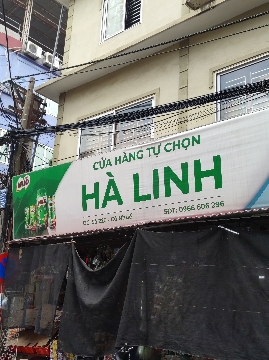 CỬA HÀNG TỰ CHỌN
HÀ LINH
SĐT: 0966 606 296